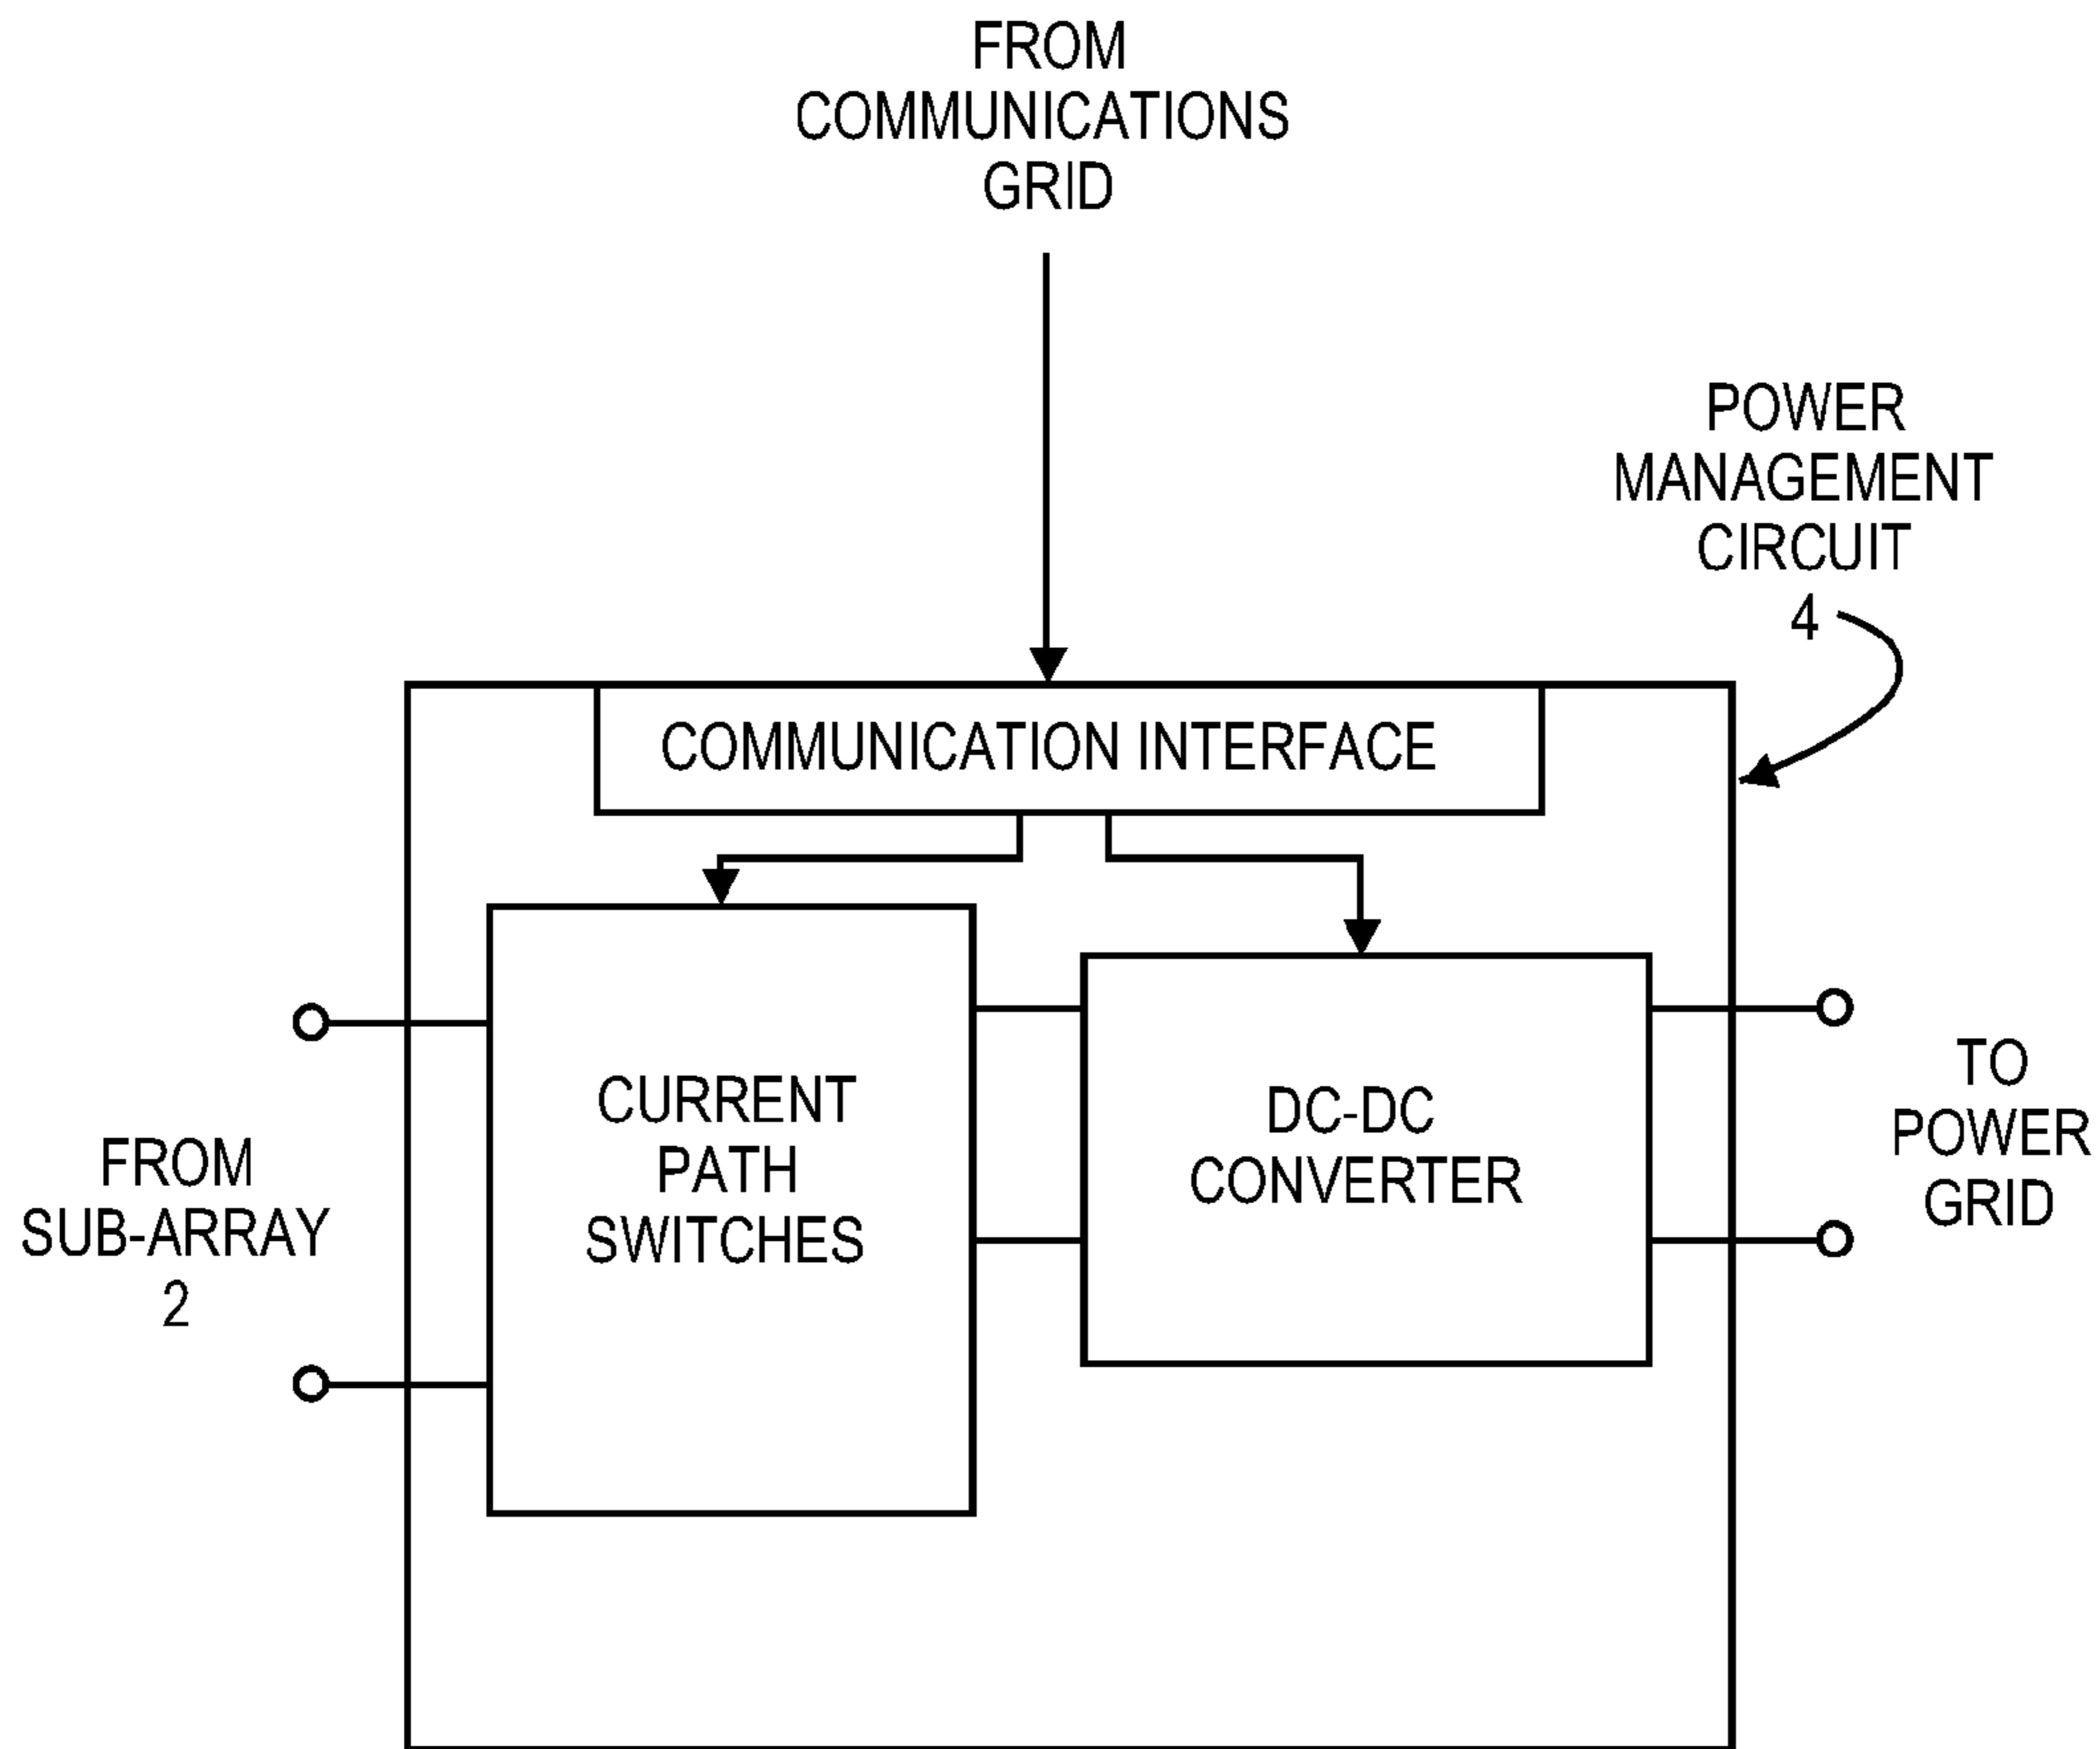 FROM
COMMUNICATIONS
GRID
POWER
MANAGEMENT
CIRCUIT
4
COMMUNICATION INTERFACE
FROM
SUB-ARRAY
2
CURRENT
PATH
SWITCHES
DC-DC
CONVERTER
TO
POWER
GRID